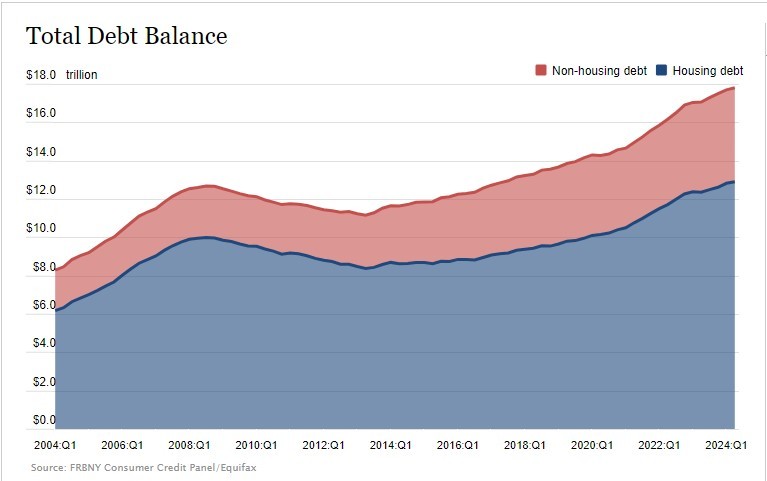 Total Debt Balance
$18.0 trillion
Non-housing debt Housing debt
$16.0
$14.0
$12.0
$10.0
$8.0
$6.0
$4.0
$2.0
$0.0
2004:Q1 2006:Q1 2008:Q1 2010:Q1 2012:Q1 2014:Q1 2016:Q1 2018:Q1 2020:Q1 2022:Q1 2024:Q1
Source: FRBNY Consumer Credit Panel/Equifax